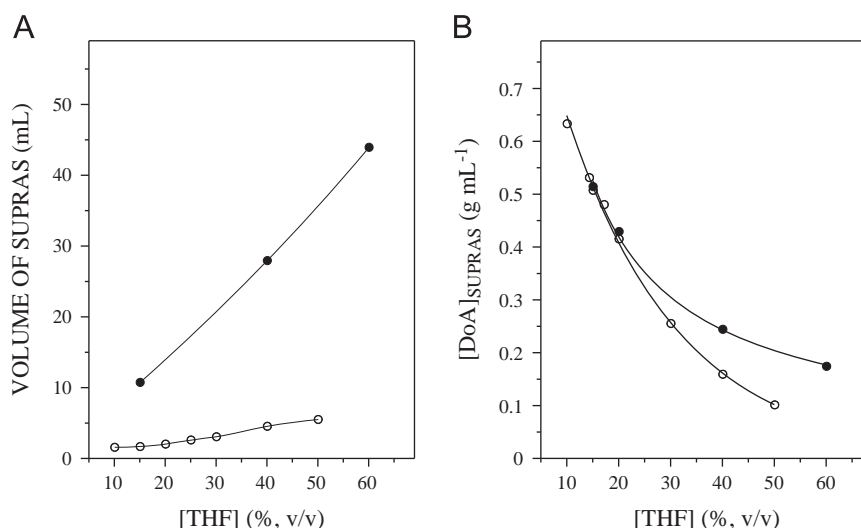 A
VOLUME OF SUPRAS (mL)
50
40
30
20
10
0
10 20 30 40 50 60
[THF] (%, v/v)
B
[DoA]SUPRAS (g mL-1)
0.7
0.6
0.5
0.4
0.3
0.2
0.1
0
10 20 30 40 50 60
[THF] (%, v/v)